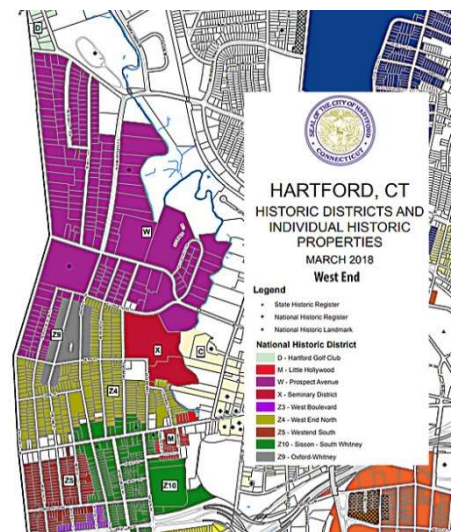 D
W
Z9
X
C
Z4
M
Z5
Z10
SEAL OF THE CITY OF HARTFORD
CONNECTICUT
HARTFORD, CT
HISTORIC DISTRICTS AND
INDIVIDUAL HISTORIC
PROPERTIES
MARCH 2018
West End
Legend
State Historic Register
National Historic Register
National Historic Landmark
National Historic District
D - Hartford Golf Club
M - Little Hollywood
W - Prospect Avenue
X - Seminary District
Z3 - West Boulevard
Z4 - West End North
Z5 - Westend South
Z10 - Sisson - South Whitney
Z9 - Oxford-Whitney